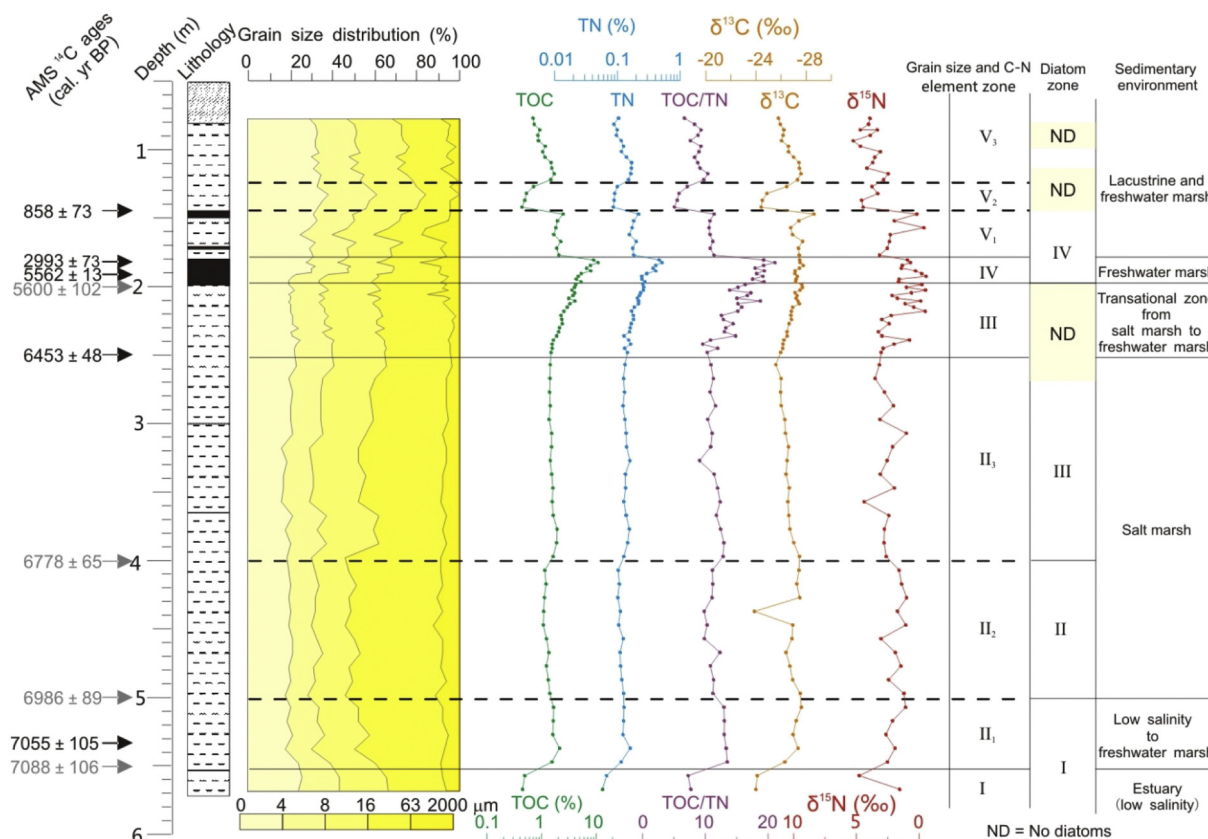 AMS ¹⁴C ages
(cal. yr BP)
Depth (m)
Lithology
Grain size distribution (%)
0 20 40 60 80 100
TN (%)
0.01 0.1 1
δ¹³C (‰)
-20 -24 -28
TOC
TN
TOC/TN
δ¹³C
δ¹⁵N
Grain size and C-N
element zone
Diatom
zone
Sedimentary
environment
1
2
3
4
5
6
858 ± 73
2993 ± 73
5562 ± 13
5600 ± 102
6453 ± 48
6778 ± 65
6986 ± 89
7055 ± 105
7088 ± 106
V₃
V₂
V₁
IV
III
II₃
II₂
II₁
I
ND
ND
IV
ND
III
II
I
Lacustrine and
freshwater marsh
Freshwater marsh
Transational zone
from
salt marsh to
freshwater marsh
Salt marsh
Low salinity
to
freshwater marsh
Estuary
(low salinity)
0 4 8 16 63 2000 μm
TOC (%)
0.1 1 10
TOC/TN
0 10 20
δ¹⁵N (‰)
10 5 0
ND = No diatoms